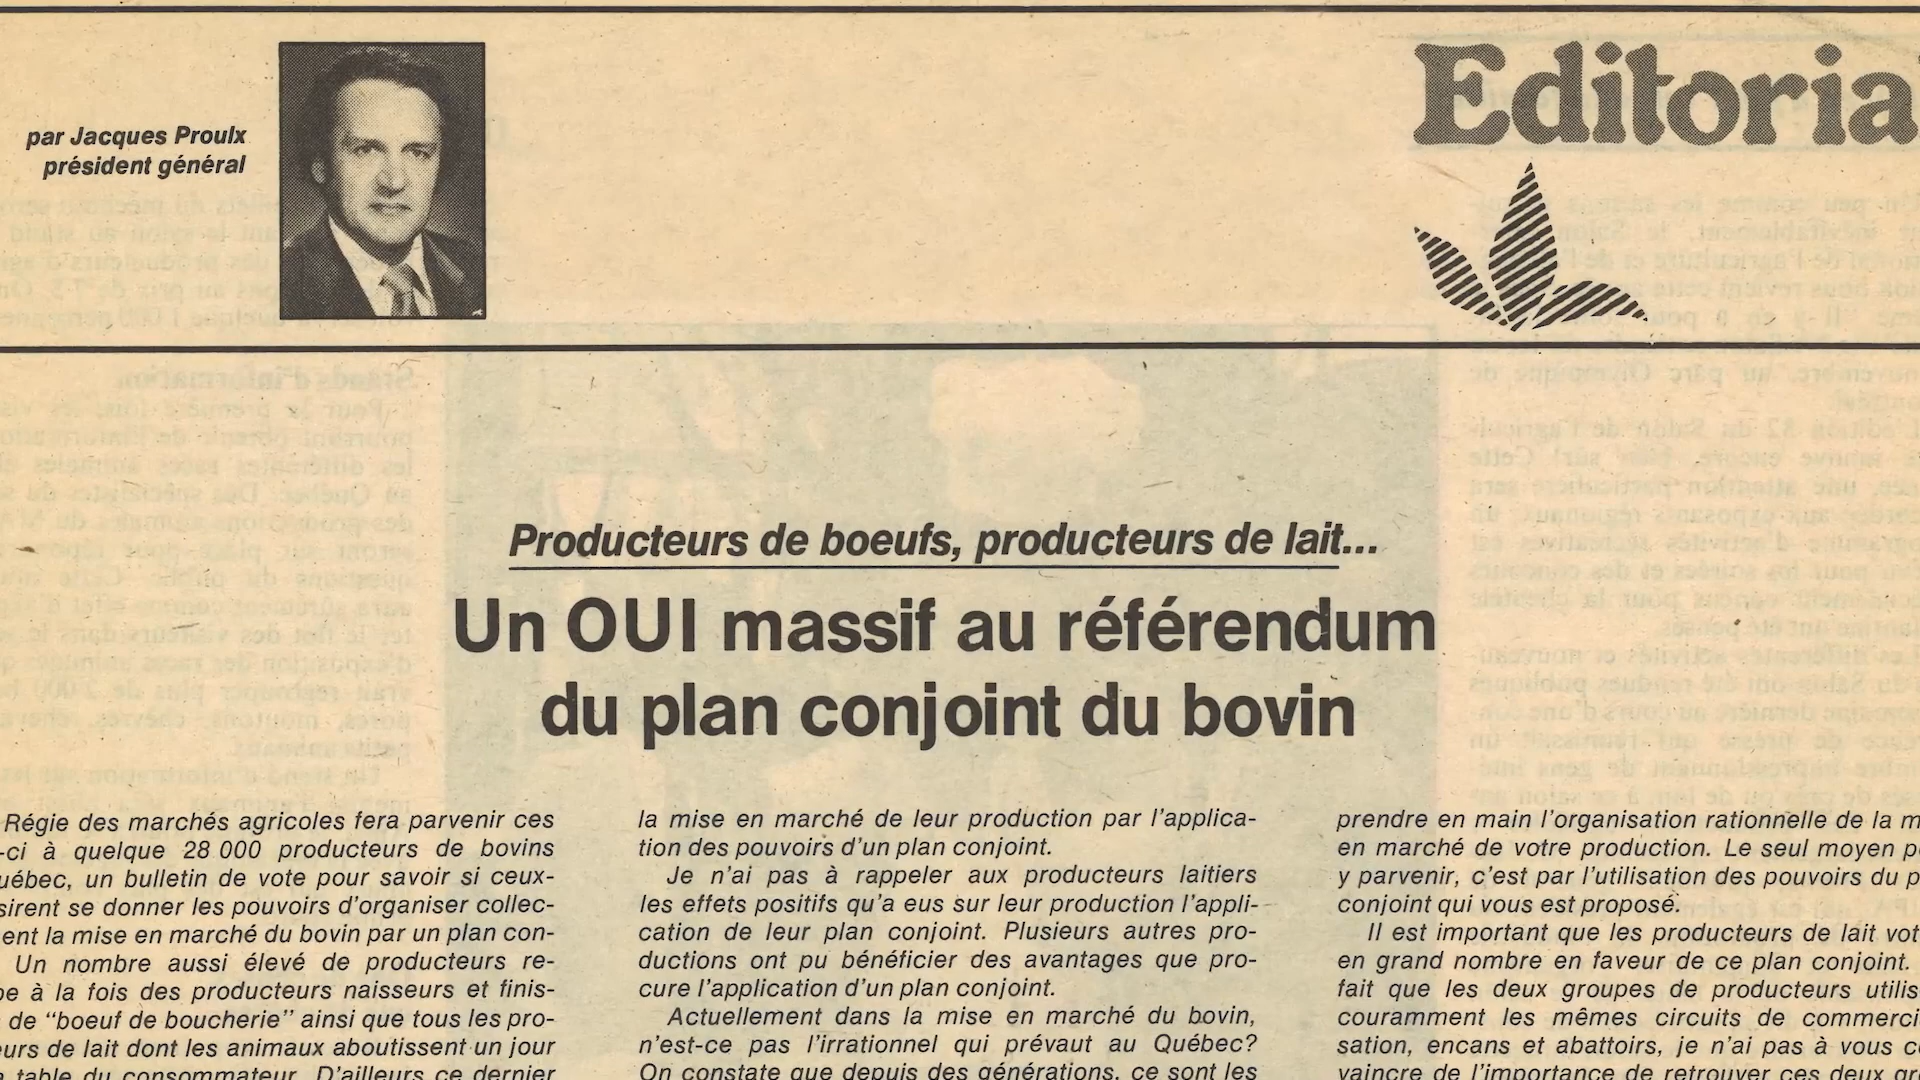 par Jacques Proulx
président général
Editoria
Producteurs de boeufs, producteurs de lait...
Un OUI massif au référendum
du plan conjoint du bovin
Régie des marchés agricoles fera parvenir ces
-ci à quelque 28 000 producteurs de bovins
uébec, un bulletin de vote pour savoir si ceux-
sirent se donner les pouvoirs d'organiser collec-
ent la mise en marché du bovin par un plan con-
Un nombre aussi élevé de producteurs re-
à la fois des producteurs naisseurs et finis-
de "boeuf de boucherie" ainsi que tous les pro-
eurs de lait dont les animaux aboutissent un jour
table du consommateur. D'ailleurs ce dernier
la mise en marché de leur production par l'applica-
tion des pouvoirs d'un plan conjoint.
Je n'ai pas à rappeler aux producteurs laitiers
les effets positifs qu'a eus sur leur production l'appli-
cation de leur plan conjoint. Plusieurs autres pro-
ductions ont pu bénéficier des avantages que pro-
cure l'application d'un plan conjoint.
Actuellement dans la mise en marché du bovin,
n'est-ce pas l'irrationnel qui prévaut au Québec?
On constate que depuis des générations, ce sont les
prendre en main l'organisation rationnelle de la m
en marché de votre production. Le seul moyen p
y parvenir, c'est par l'utilisation des pouvoirs du p
conjoint qui vous est proposé.
Il est important que les producteurs de lait vot
en grand nombre en faveur de ce plan conjoint.
fait que les deux groupes de producteurs utilis
couramment les mêmes circuits de commerci
sation, encans et abattoirs, je n'ai pas à vous co
vaincre de l'importance de retrouver ces deux gr